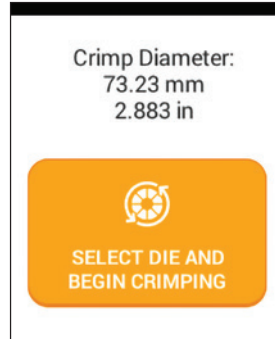 Crimp Diameter:
73.23 mm
2.883 in
SELECT DIE AND
BEGIN CRIMPING